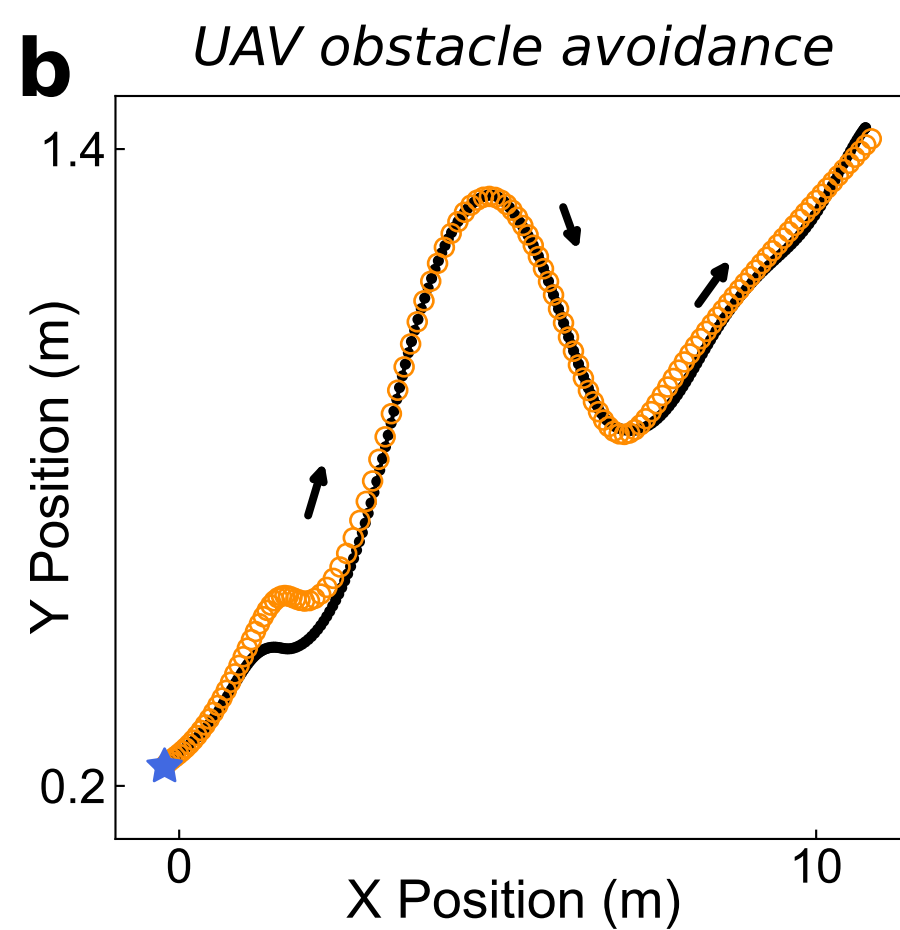 b
UAV obstacle avoidance
1.4
Y Position (m)
0.2
0
10
X Position (m)